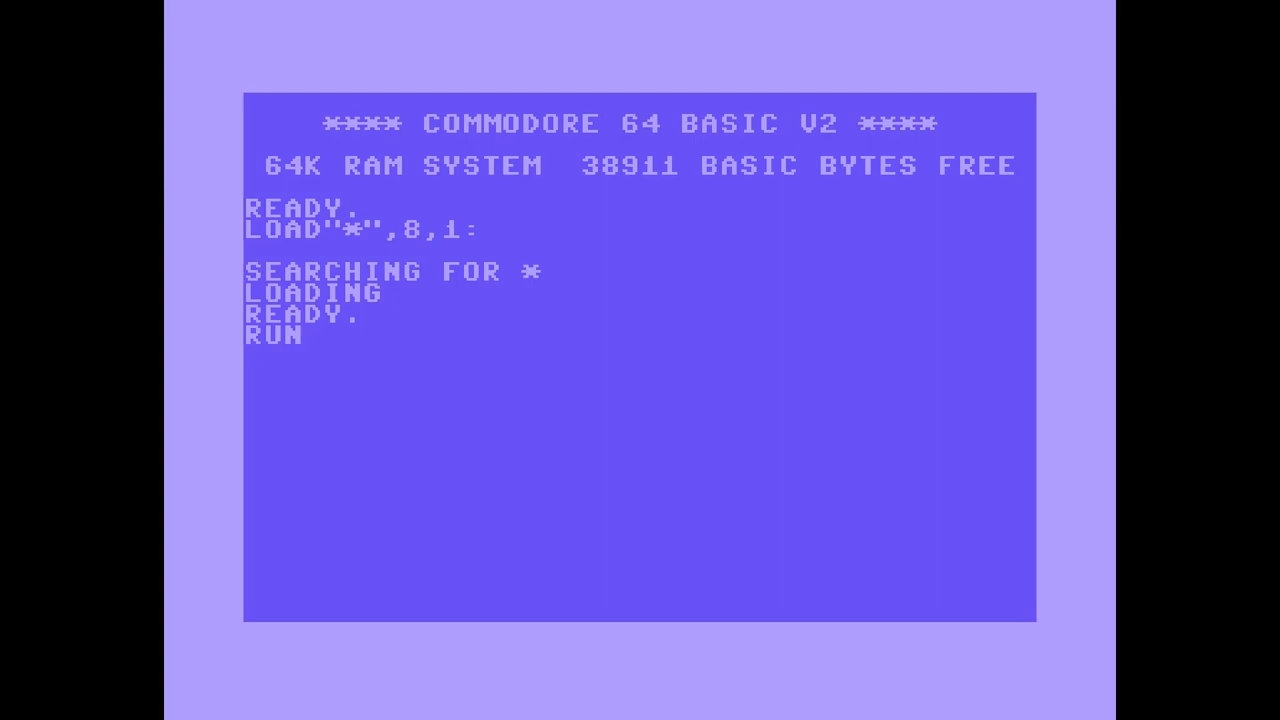 **** COMMODORE 64 BASIC V2 ****
64K RAM SYSTEM  38911 BASIC BYTES FREE
READY.
LOAD"*",8,1:
SEARCHING FOR *
LOADING
READY.
RUN